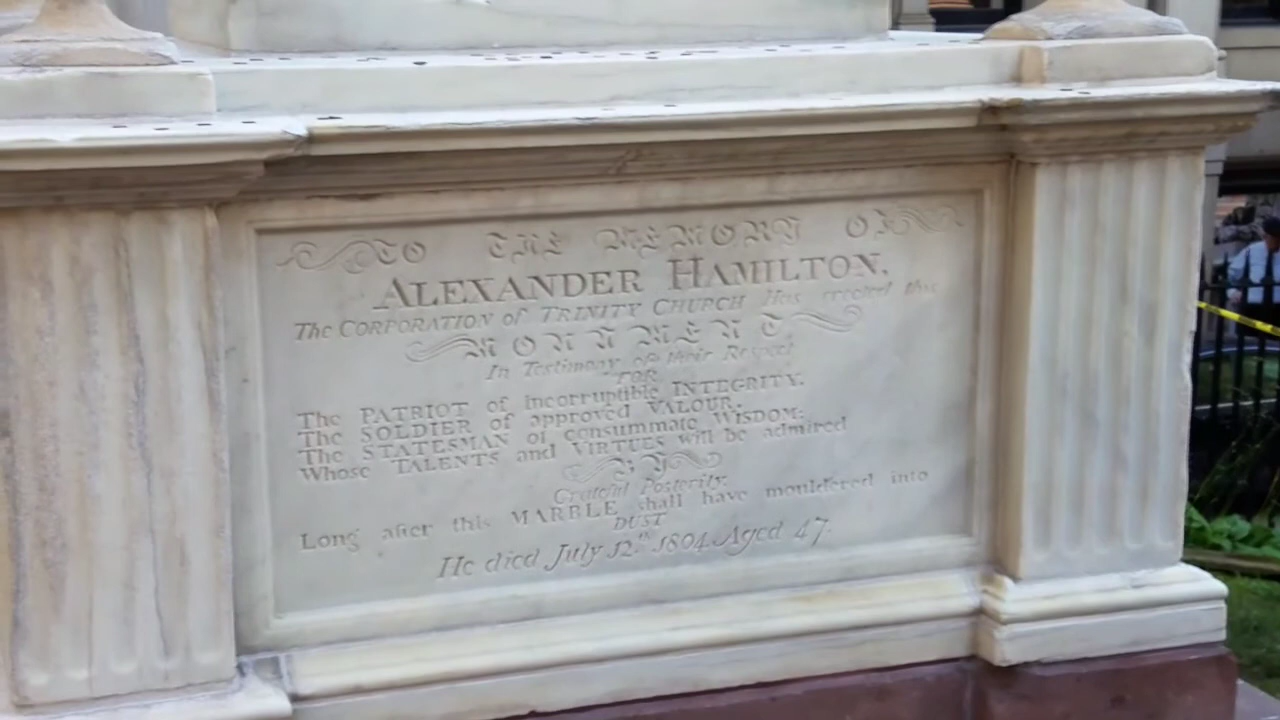 TO THE MEMORY OF
ALEXANDER HAMILTON.
The CORPORATION of TRINITY CHURCH Has erected this
MONUMENT.
In Testimony of their Respect
FOR
The PATRIOT of incorruptible INTEGRITY.
The SOLDIER of approved VALOUR.
The STATESMAN of consummate WISDOM:
Whose TALENTS and VIRTUES will be admired
BY
Grateful Posterity.
Long after this MARBLE shall have mouldered into
DUST
He died July 12th 1804. Aged 47.